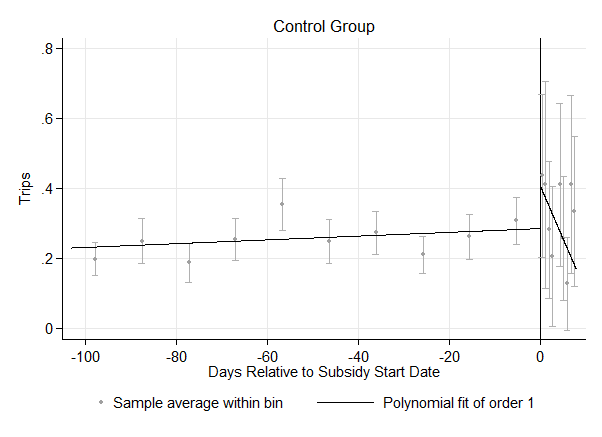 Control Group
.8
.6
.4
.2
0
Trips
-100 -80 -60 -40 -20 0
Days Relative to Subsidy Start Date
Sample average within bin Polynomial fit of order 1